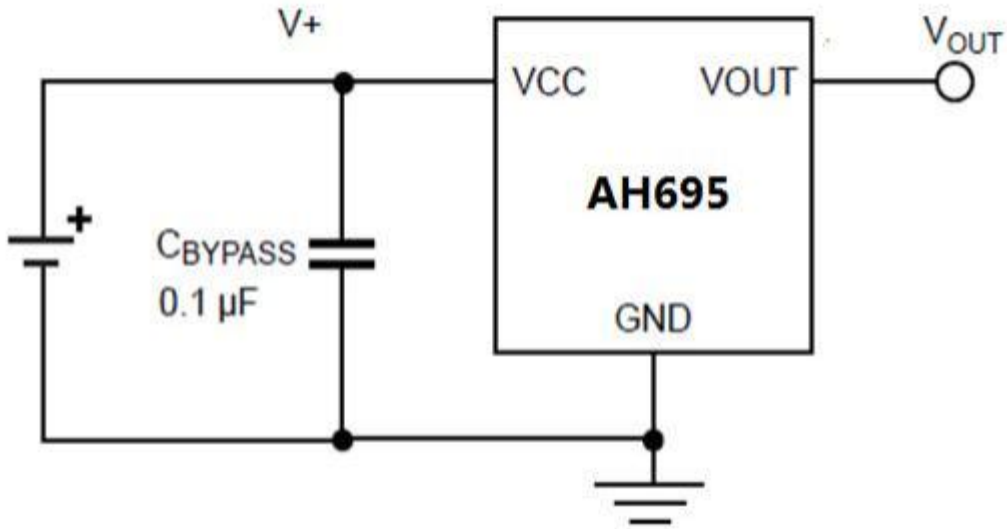 V+
VOUT
VCC
VOUT
AH695
+
CBYPASS
0.1 µF
GND